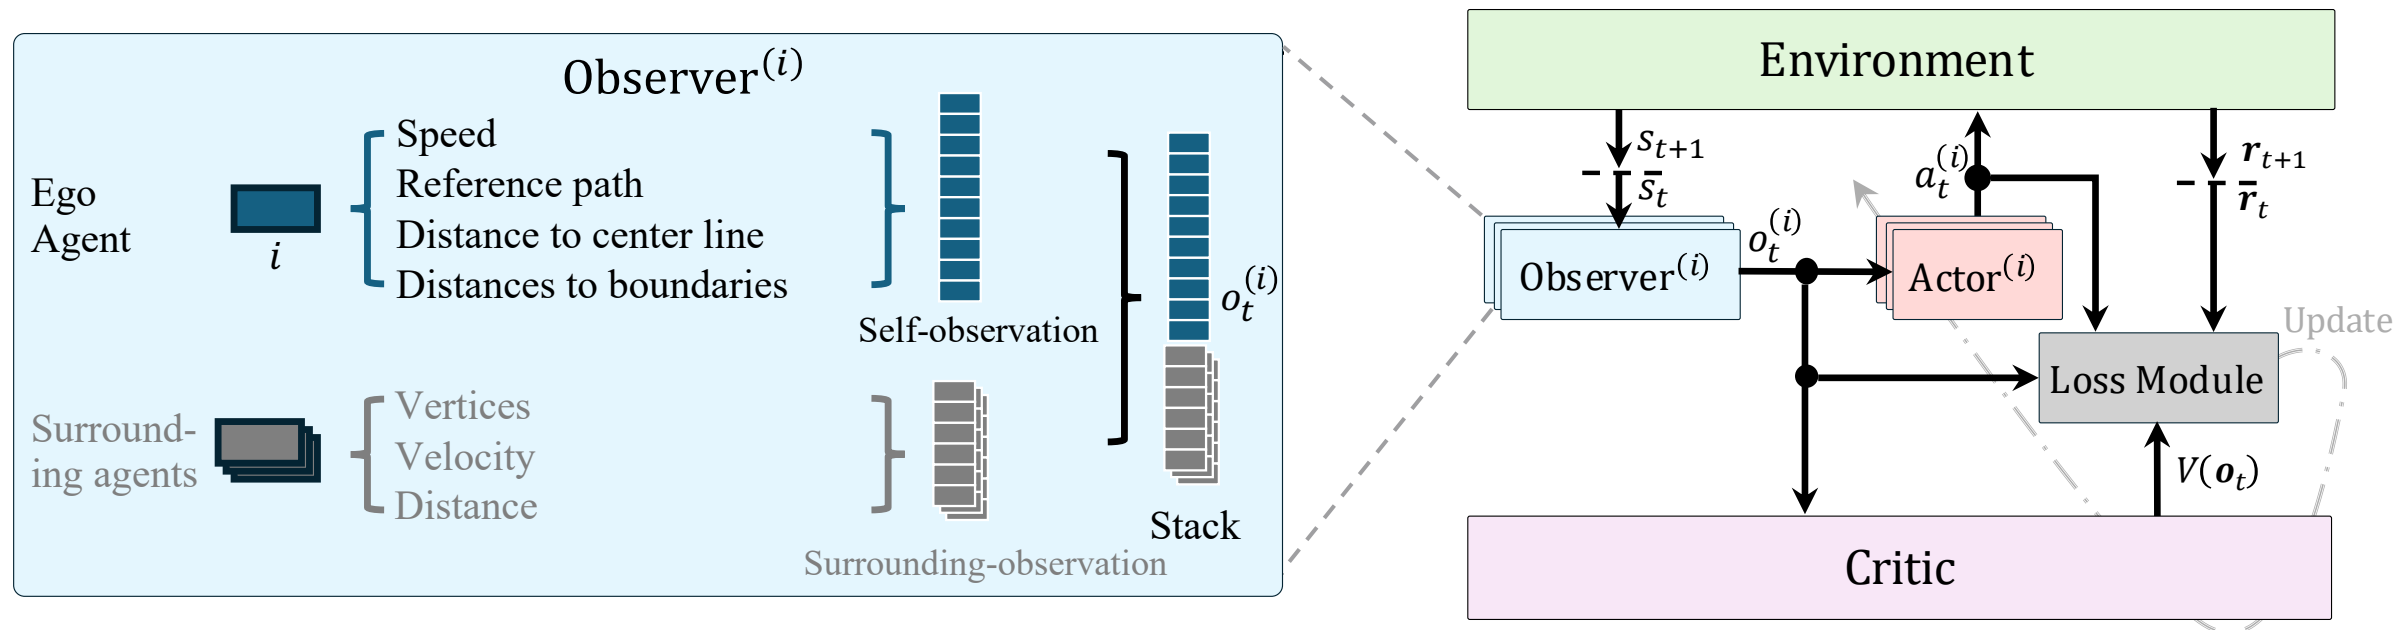 Observer⁽ⁱ⁾
Ego
Agent
i
Speed
Reference path
Distance to center line
Distances to boundaries
Self-observation
Surround-
ing agents
Vertices
Velocity
Distance
Surrounding-observation
o_t^{(i)}
Stack
Environment
s_{t+1}
s̄_t
a_t^{(i)}
𝒓_{t+1}
𝒓̄_t
Observer⁽ⁱ⁾
o_t^{(i)}
Actor⁽ⁱ⁾
Update
Loss Module
V(𝒐_t)
Critic